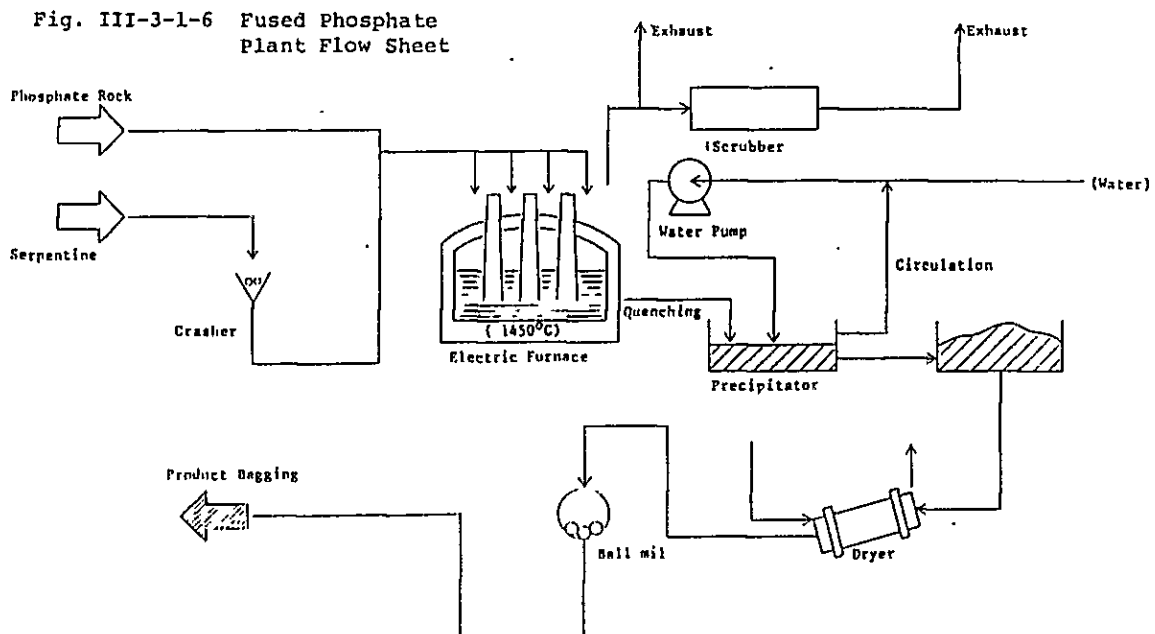 Fig. III-3-1-6 Fused Phosphate
Plant Flow Sheet
Exhaust
Exhaust
Phosphate Rock
Scrubber
(Water)
Water Pump
Serpentine
Circulation
Quenching
Crasher
( 1450°C)
Electric Furnace
Precipitator
Product Bagging
Ball mil
Dryer